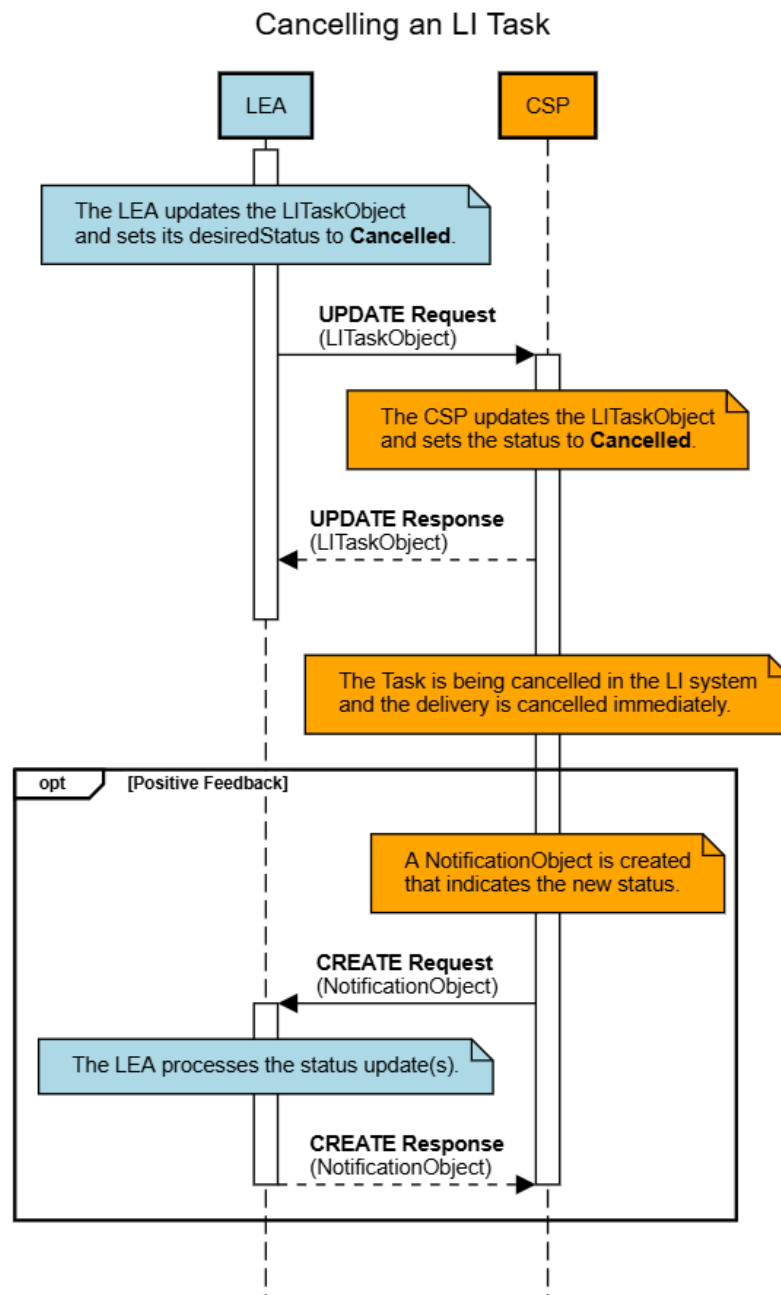 Cancelling an LI Task
LEA
CSP
The LEA updates the LITaskObject
and sets its desiredStatus to Cancelled.
UPDATE Request
(LITaskObject)
The CSP updates the LITaskObject
and sets the status to Cancelled.
UPDATE Response
(LITaskObject)
The Task is being cancelled in the LI system
and the delivery is cancelled immediately.
opt
[Positive Feedback]
A NotificationObject is created
that indicates the new status.
CREATE Request
(NotificationObject)
The LEA processes the status update(s).
CREATE Response
(NotificationObject)